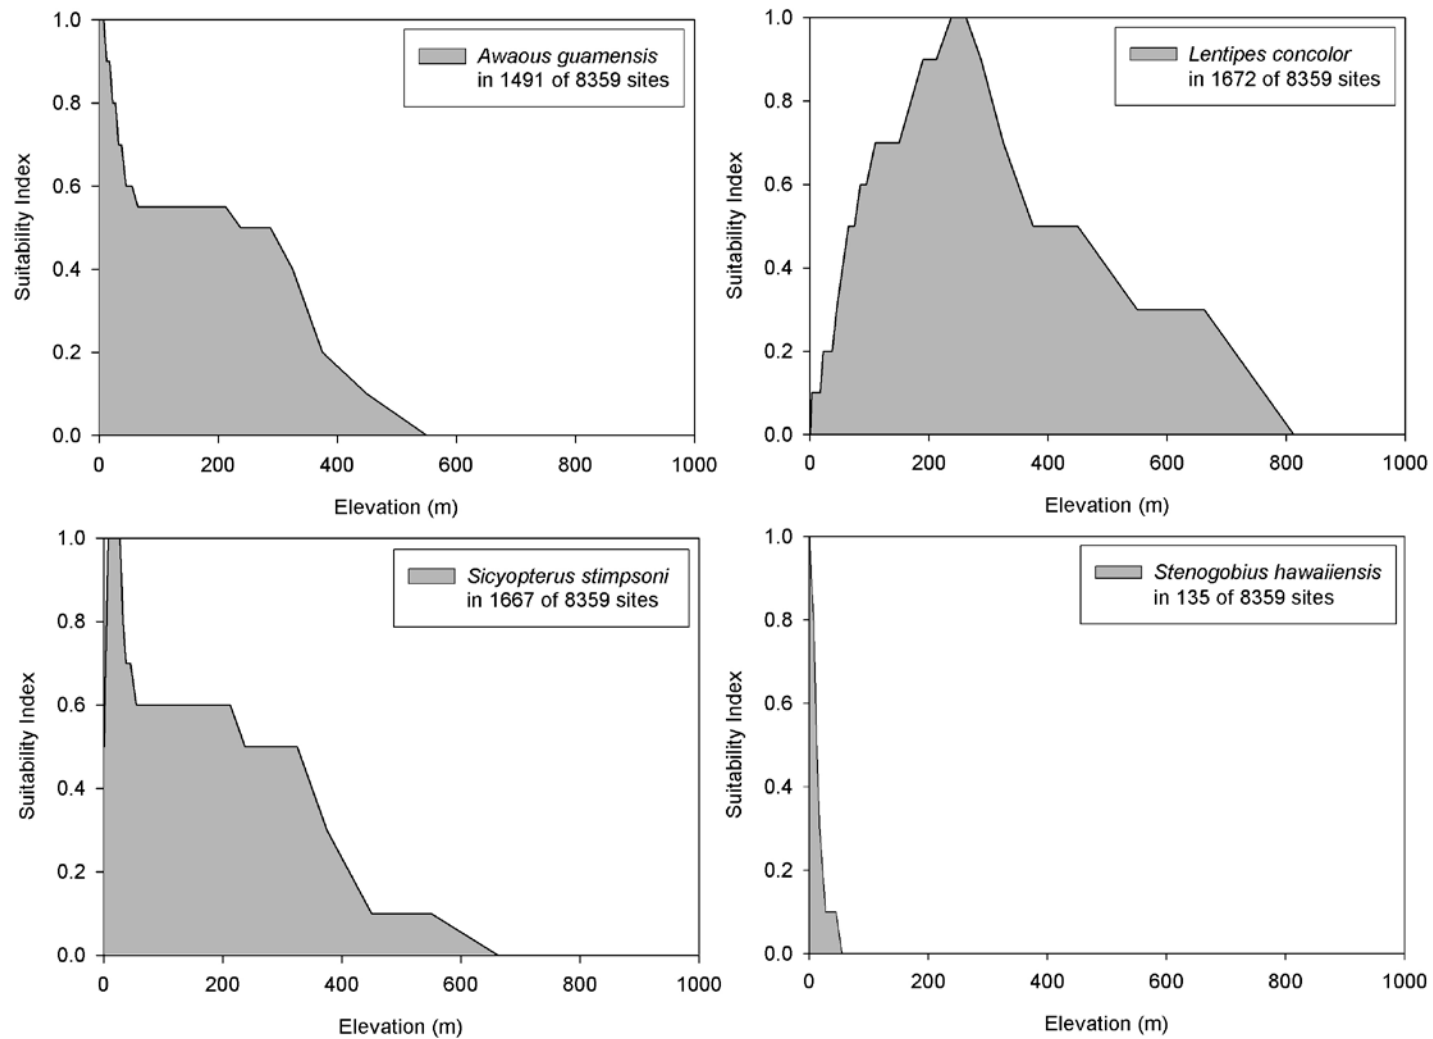 Awaous guamensis
in 1491 of 8359 sites
Suitability Index
1.0
0.8
0.6
0.4
0.2
0.0
0 200 400 600 800 1000
Elevation (m)
Lentipes concolor
in 1672 of 8359 sites
Suitability Index
1.0
0.8
0.6
0.4
0.2
0.0
0 200 400 600 800 1000
Elevation (m)
Sicyopterus stimpsoni
in 1667 of 8359 sites
Suitability Index
1.0
0.8
0.6
0.4
0.2
0.0
0 200 400 600 800 1000
Elevation (m)
Stenogobius hawaiiensis
in 135 of 8359 sites
Suitability Index
1.0
0.8
0.6
0.4
0.2
0.0
0 200 400 600 800 1000
Elevation (m)